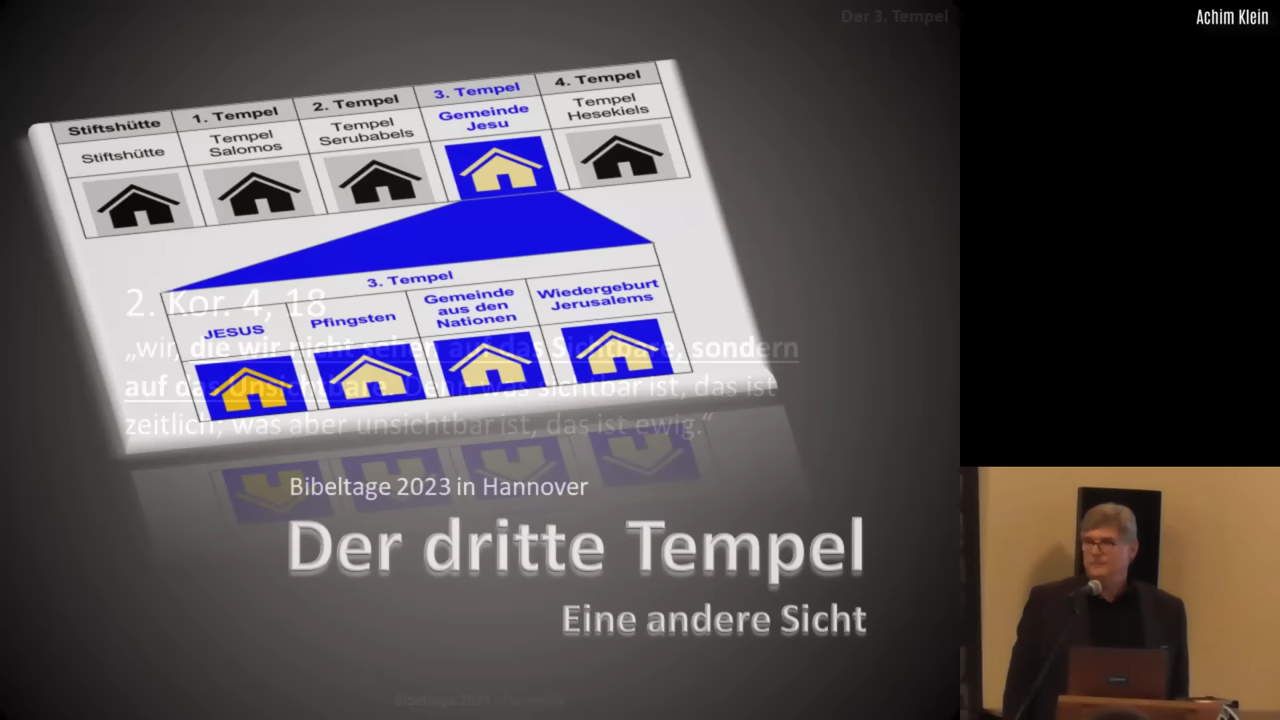 Der 3. Tempel
Achim Klein
Stiftshütte 1. Tempel 2. Tempel 3. Tempel 4. Tempel
Stiftshütte Tempel Salomos Tempel Serubabels Gemeinde Jesu Tempel Hesekiels
3. Tempel
JESUS Pfingsten Gemeinde aus den Nationen Wiedergeburt Jerusalems
2. Kor. 4, 18
„wir, die wir nicht sehen auf das Sichtbare, sondern
auf das Unsichtbare. Denn was sichtbar ist, das ist
zeitlich; was aber unsichtbar ist, das ist ewig.“
Bibeltage 2023 in Hannover
Der dritte Tempel
Eine andere Sicht
Bibeltage 2023